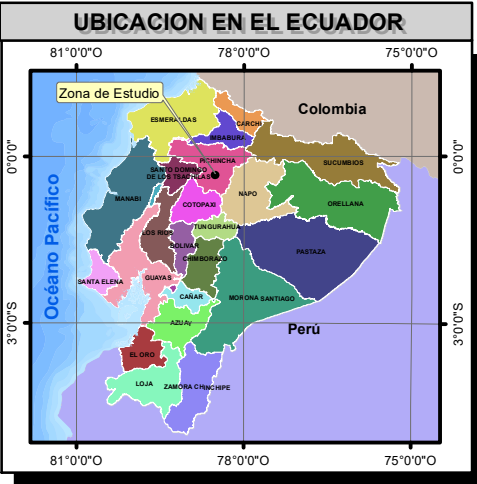 UBICACION EN EL ECUADOR
81°0'0"O 78°0'0"O 75°0'0"O
Zona de Estudio
Colombia
ESMERALDAS
CARCHI
IMBABURA
0°0'0" 0°0'0"
PICHINCHA
SUCUMBIOS
SANTO DOMINGO
DE LOS TSACHILAS
MANABI
NAPO
ORELLANA
COTOPAXI
Océano Pacífico
TUNGURAHUA
LOS RIOS
BOLIVAR
PASTAZA
CHIMBORAZO
SANTA ELENA
GUAYAS
CAÑAR
MORONA SANTIAGO
3°0'0"S 3°0'0"S
AZUAY
Perú
EL ORO
LOJA
ZAMORA CHINCHIPE
81°0'0"O 78°0'0"O 75°0'0"O